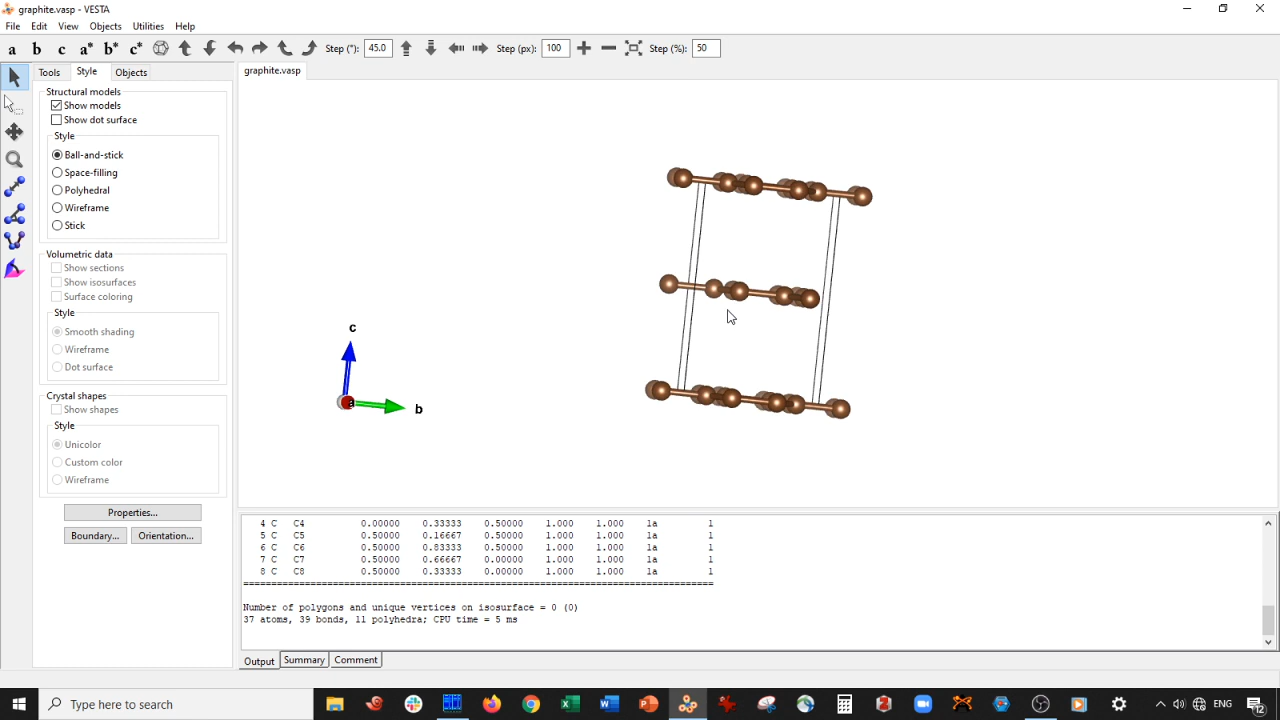 graphite.vasp - VESTA
File Edit View Objects Utilities Help
a b c a* b* c* Step (°): 45.0 Step (px): 100 Step (%): 50
Tools Style Objects
graphite.vasp
Structural models
Show models
Show dot surface
Style
Ball-and-stick
Space-filling
Polyhedral
Wireframe
Stick
Volumetric data
Show sections
Show isosurfaces
Surface coloring
Style
Smooth shading
Wireframe
Dot surface
Crystal shapes
Show shapes
Style
Unicolor
Custom color
Wireframe
Properties...
Boundary... Orientation...
c
a
b
4 C C4 0.00000 0.33333 0.50000 1.000 1.000 1a 1
5 C C5 0.50000 0.16667 0.50000 1.000 1.000 1a 1
6 C C6 0.50000 0.83333 0.50000 1.000 1.000 1a 1
7 C C7 0.50000 0.66667 0.00000 1.000 1.000 1a 1
8 C C8 0.50000 0.33333 0.00000 1.000 1.000 1a 1
Number of polygons and unique vertices on isosurface = 0 (0)
37 atoms, 39 bonds, 11 polyhedra; CPU time = 5 ms
Output Summary Comment
Type here to search
ENG